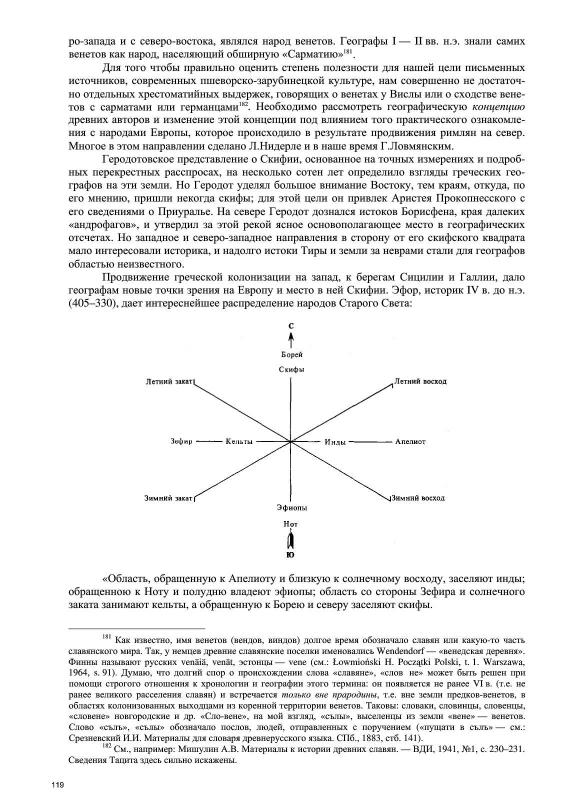 ро-запада и с северо-востока, являлся народ венетов. Географы I — II вв. н.э. знали самих
венетов как народ, населяющий обширную «Сарматию»181.
Для того чтобы правильно оценить степень полезности для нашей цели письменных
источников, современных пшеворско-зарубинецкой культуре, нам совершенно не достаточ-
но отдельных хрестоматийных выдержек, говорящих о венетах у Вислы или о сходстве вене-
тов с сарматами или германцами182. Необходимо рассмотреть географическую концепцию
древних авторов и изменение этой концепции под влиянием того практического ознакомле-
ния с народами Европы, которое происходило в результате продвижения римлян на север.
Многое в этом направлении сделано Л.Нидерле и в наше время Г.Ловмянским.
Геродотовское представление о Скифии, основанное на точных измерениях и подроб-
ных перекрестных расспросах, на несколько сотен лет определило взгляды греческих гео-
графов на эти земли. Но Геродот уделял большое внимание Востоку, тем краям, откуда, по
его мнению, пришли некогда скифы; для этой цели он привлек Аристея Прокопнесского с
его сведениями о Приуралье. На севере Геродот дознался истоков Борисфена, края далеких
«андрофагов», и утвердил за этой рекой ясное основополагающее место в географических
отсчетах. Но западное и северо-западное направления в сторону от его скифского квадрата
мало интересовали историка, и надолго истоки Тиры и земли за неврами стали для географов
областью неизвестного.
Продвижение греческой колонизации на запад, к берегам Сицилии и Галлии, дало
географам новые точки зрения на Европу и место в ней Скифии. Эфор, историк IV в. до н.э.
(405–330), дает интереснейшее распределение народов Старого Света:
С
Борей
Скифы
Летний закат
Летний восход
Зефир
Кельты
Инды
Апелиот
Зимний закат
Зимний восход
Эфиопы
Нот
Ю
«Область, обращенную к Апелиоту и близкую к солнечному восходу, заселяют инды;
обращенною к Ноту и полудню владеют эфиопы; область со стороны Зефира и солнечного
заката занимают кельты, а обращенную к Борею и северу заселяют скифы.
181 Как известно, имя венетов (вендов, виндов) долгое время обозначало славян или какую-то часть
славянского мира. Так, у немцев древние славянские поселки именовались Wendendorf — «венедская деревня».
Финны называют русских venäiä, venät, эстонцы — vene (см.: Łowmioński H. Początki Polski, t. 1. Warszawa,
1964, s. 91). Думаю, что долгий спор о происхождении слова «славяне», «слов не» может быть решен при
помощи строгого отношения к хронологии и географии этого термина: он появляется не ранее VI в. (т.е. не
ранее великого расселения славян) и встречается только вне прародины, т.е. вне земли предков-венетов, в
областях колонизованных выходцами из коренной территории венетов. Таковы: словаки, словинцы, словенцы,
«словене» новгородские и др. «Сло-вене», на мой взгляд, «сълы», выселенцы из земли «вене» — венетов.
Слово «сълъ», «сълы» обозначало послов, людей, отправленных с поручением («пущати в сълъ» — см.:
Срезневский И.И. Материалы для словаря древнерусского языка. СПб., 1883, стб. 141).
182 См., например: Мишулин А.В. Материалы к истории древних славян. — ВДИ, 1941, №1, с. 230–231.
Сведения Тацита здесь сильно искажены.
119